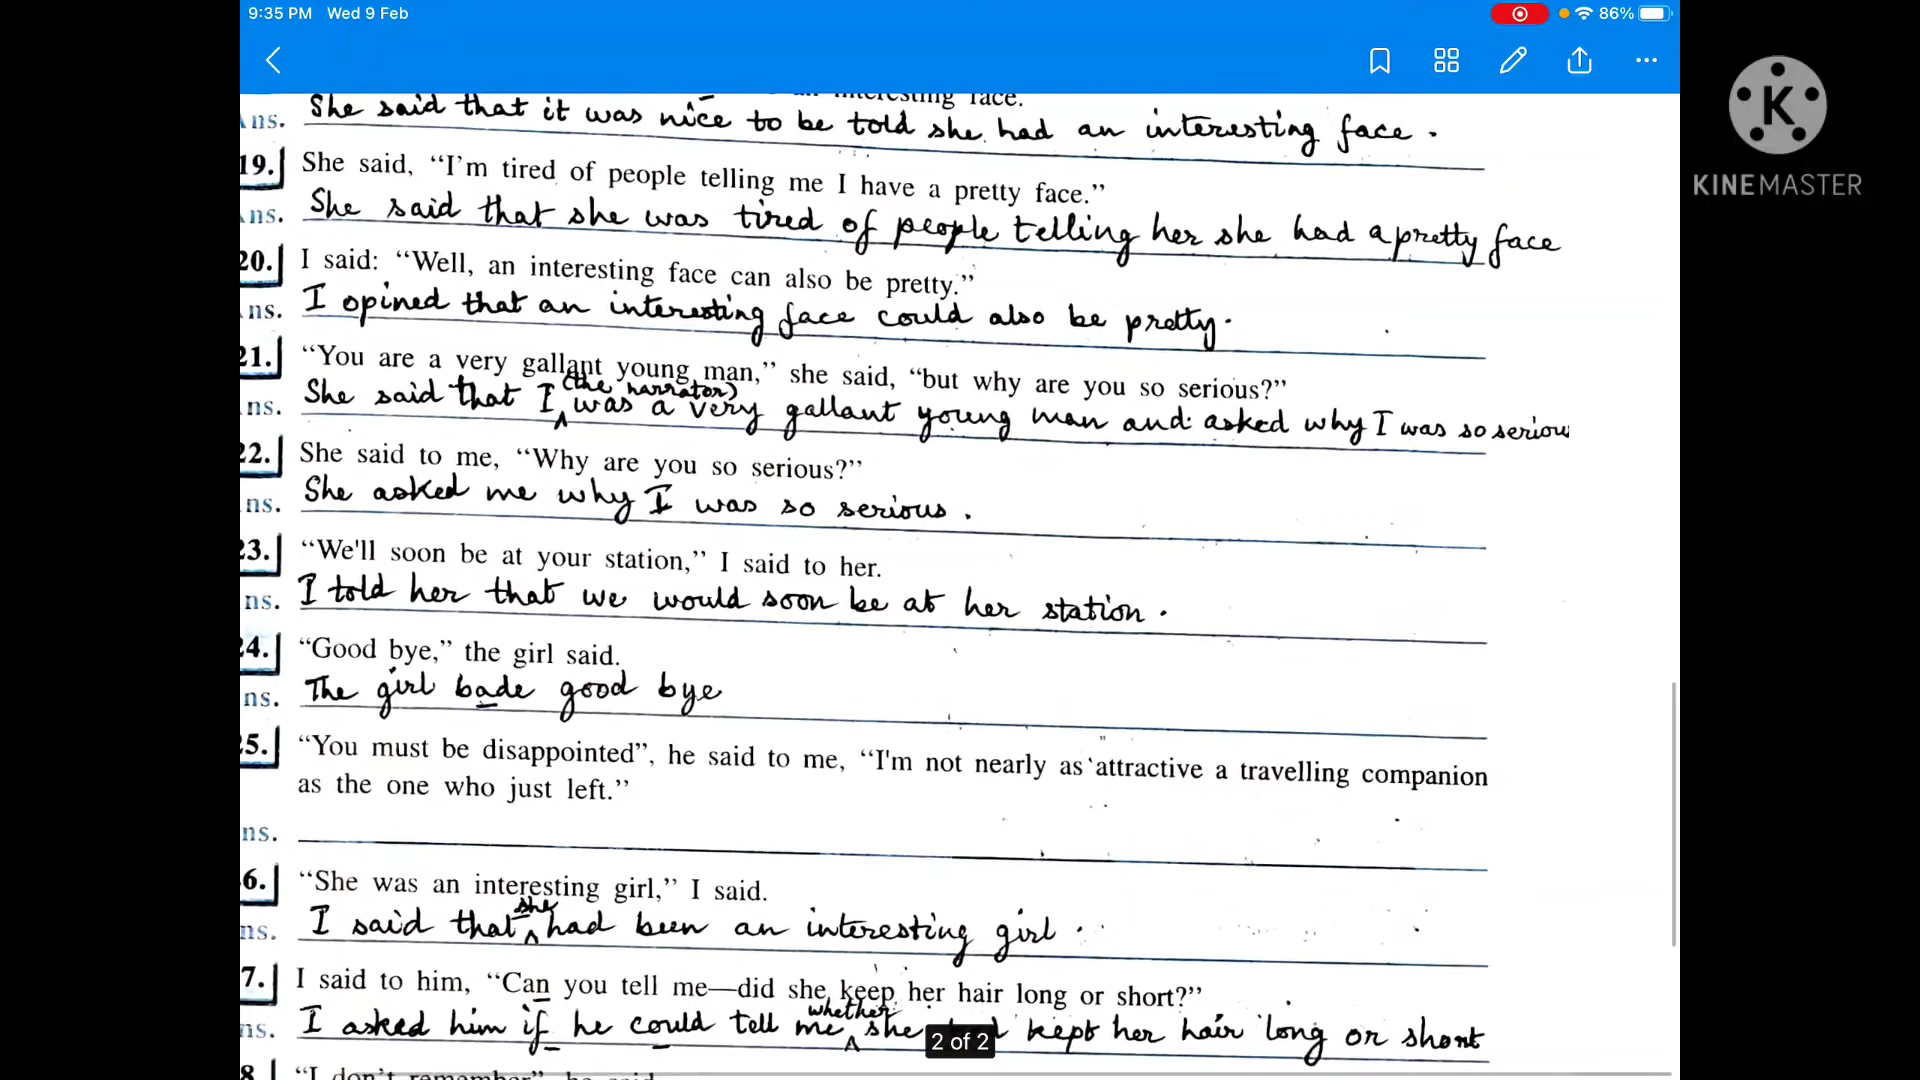 9:35 PM Wed 9 Feb
86%
KINEMASTER
interesting face.
ns. She said that it was nice to be told she had an interesting face.
19. She said, “I'm tired of people telling me I have a pretty face.”
ns. She said that she was tired of people telling her she had a pretty face
20. I said: “Well, an interesting face can also be pretty.”
ns. I opined that an interesting face could also be pretty.
21. “You are a very gallant young man,” she said, “but why are you so serious?”
(the narrator)
ns. She said that I was a very gallant young man and asked why I was so seriou
22. She said to me, “Why are you so serious?”
ns. She asked me why I was so serious.
23. “We'll soon be at your station,” I said to her.
ns. I told her that we would soon be at her station.
24. “Good bye,” the girl said.
ns. The girl bade good bye
25. “You must be disappointed”, he said to me, “I'm not nearly as attractive a travelling companion
as the one who just left.”
ns.
6. “She was an interesting girl,” I said.
she
ns. I said that had been an interesting girl.
7. I said to him, “Can you tell me—did she keep her hair long or short?”
whether
ns. I asked him if he could tell me she kept her hair long or short
2 of 2
8 “I don't remember”, he said